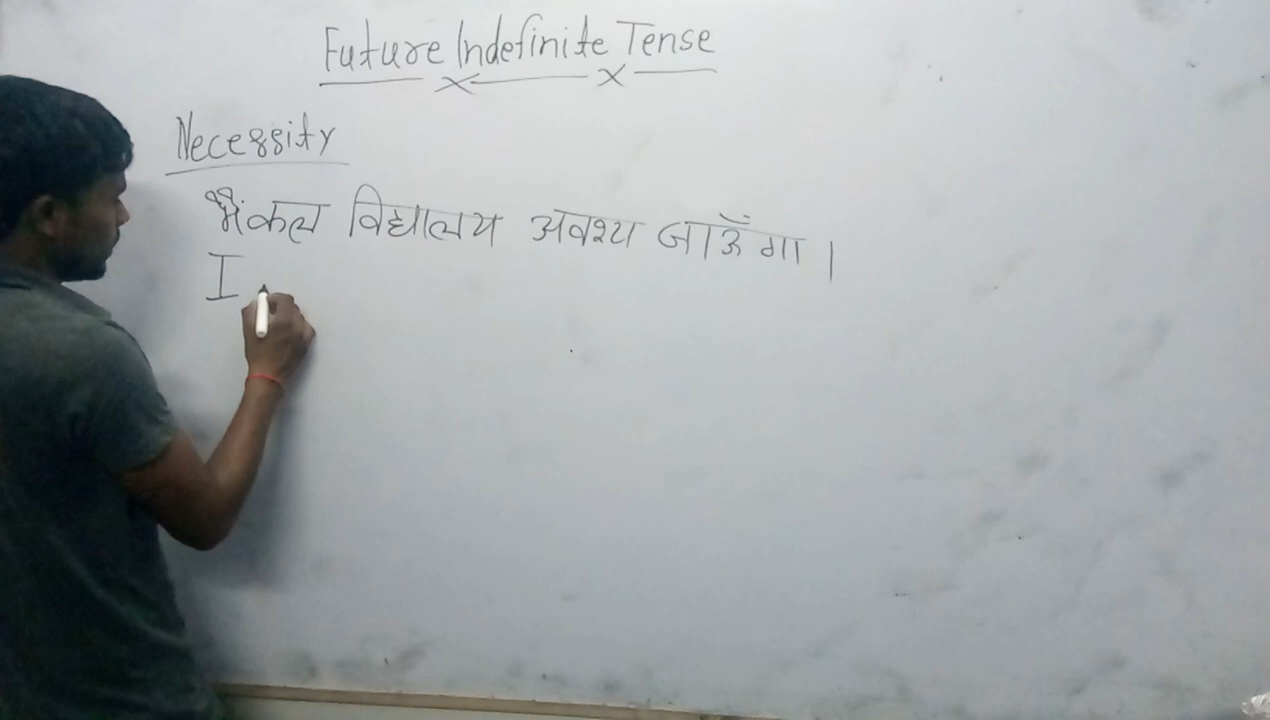 Future Indefinite Tense
Necessity
मैं कल विद्यालय अवश्य जाऊँगा ।
I